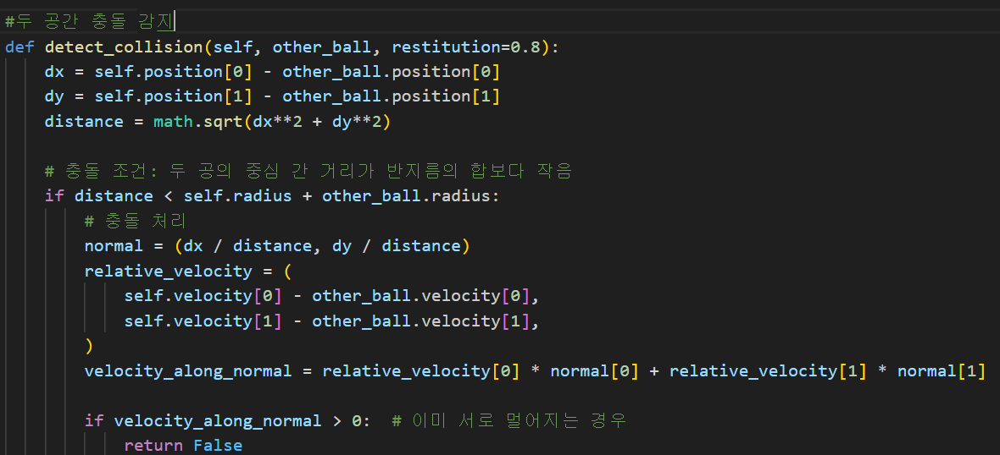 #두 공간 충돌 감지
def detect_collision(self, other_ball, restitution=0.8):
    dx = self.position[0] - other_ball.position[0]
    dy = self.position[1] - other_ball.position[1]
    distance = math.sqrt(dx**2 + dy**2)

    # 충돌 조건: 두 공의 중심 간 거리가 반지름의 합보다 작음
    if distance < self.radius + other_ball.radius:
        # 충돌 처리
        normal = (dx / distance, dy / distance)
        relative_velocity = (
            self.velocity[0] - other_ball.velocity[0],
            self.velocity[1] - other_ball.velocity[1],
        )
        velocity_along_normal = relative_velocity[0] * normal[0] + relative_velocity[1] * normal[1]

        if velocity_along_normal > 0:  # 이미 서로 멀어지는 경우
            return False